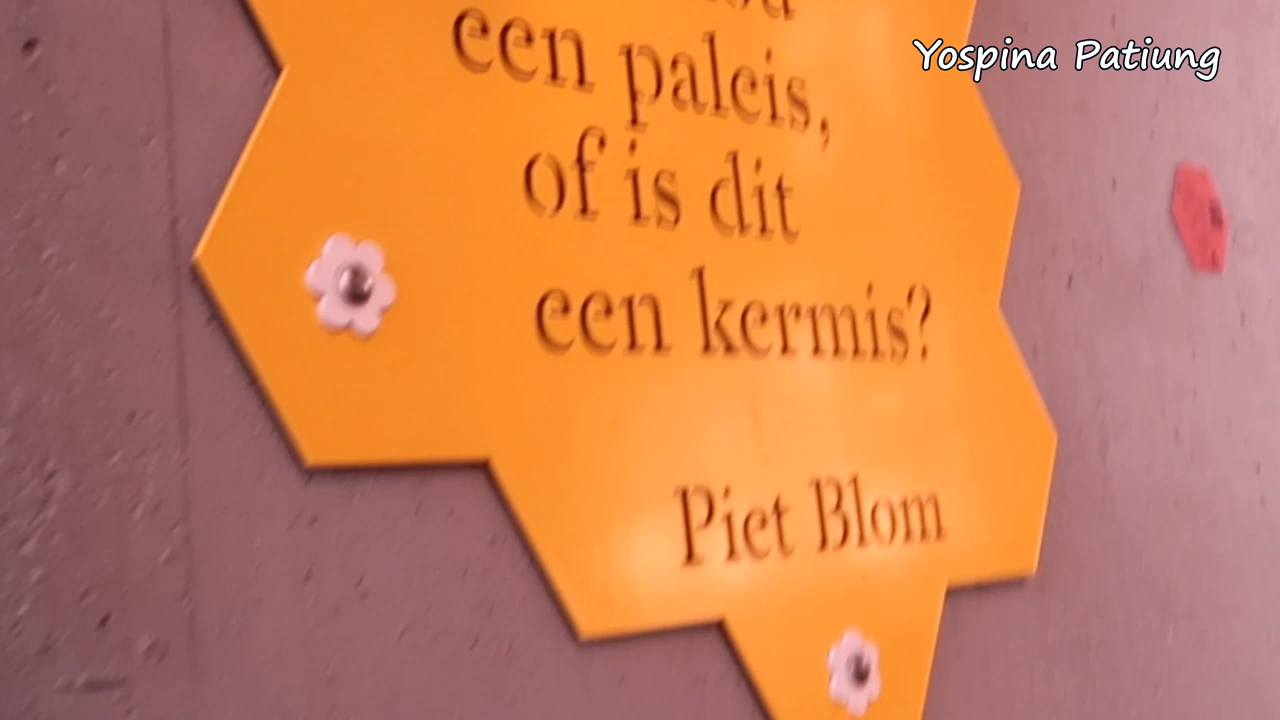 Yospina Patiung
een paleis,
of is dit
een kermis?
Piet Blom